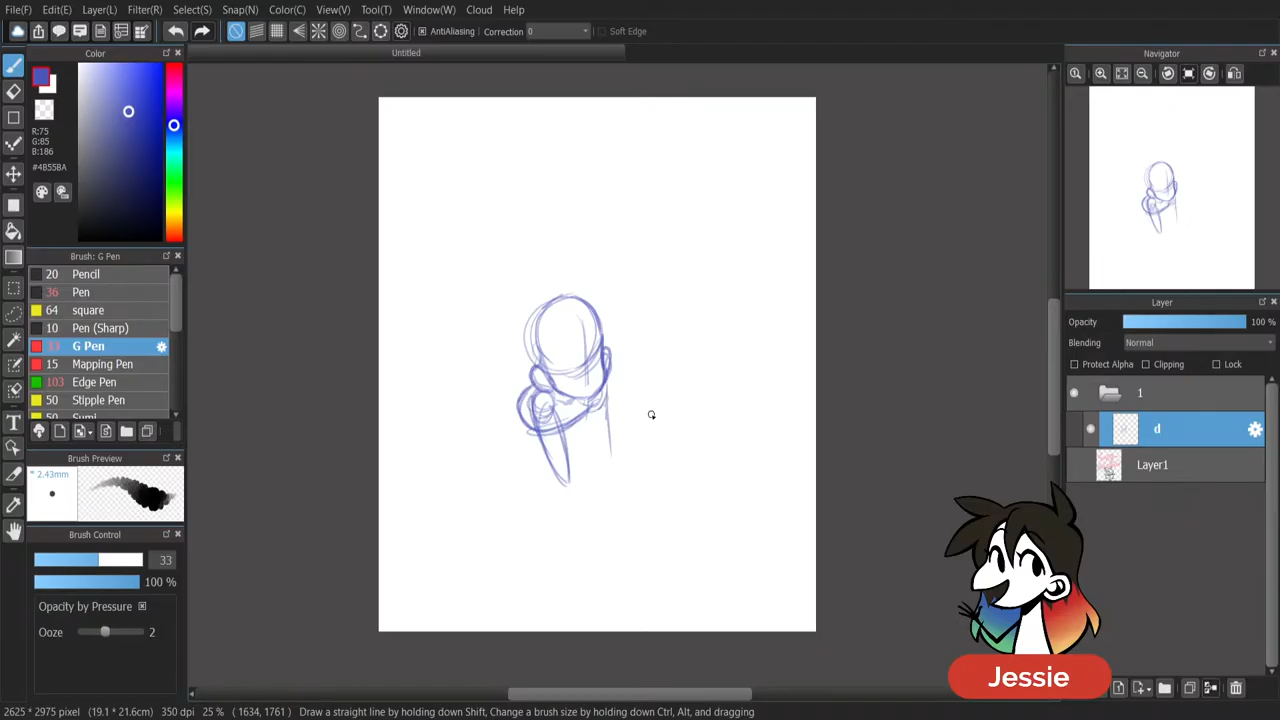 File(F) Edit(E) Layer(L) Filter(R) Select(S) Snap(N) Color(C) View(V) Tool(T) Window(W) Cloud Help
AntiAliasing Correction 0 Soft Edge
Color
Untitled
Navigator
R:75
G:85
B:186
#4B55BA
Brush: G Pen
20 Pencil
36 Pen
64 square
10 Pen (Sharp)
33 G Pen
15 Mapping Pen
103 Edge Pen
50 Stipple Pen
50 Sumi
Brush Preview
2.43mm
Brush Control
33
100 %
Opacity by Pressure
Ooze 2
Layer
Opacity 100 %
Blending Normal
Protect Alpha Clipping Lock
1
d
Layer1
Jessie
2625 * 2975 pixel (19.1 * 21.6cm) 350 dpi 25 % ( 1634, 1761 ) Draw a straight line by holding down Shift, Change a brush size by holding down Ctrl, Alt, and dragging